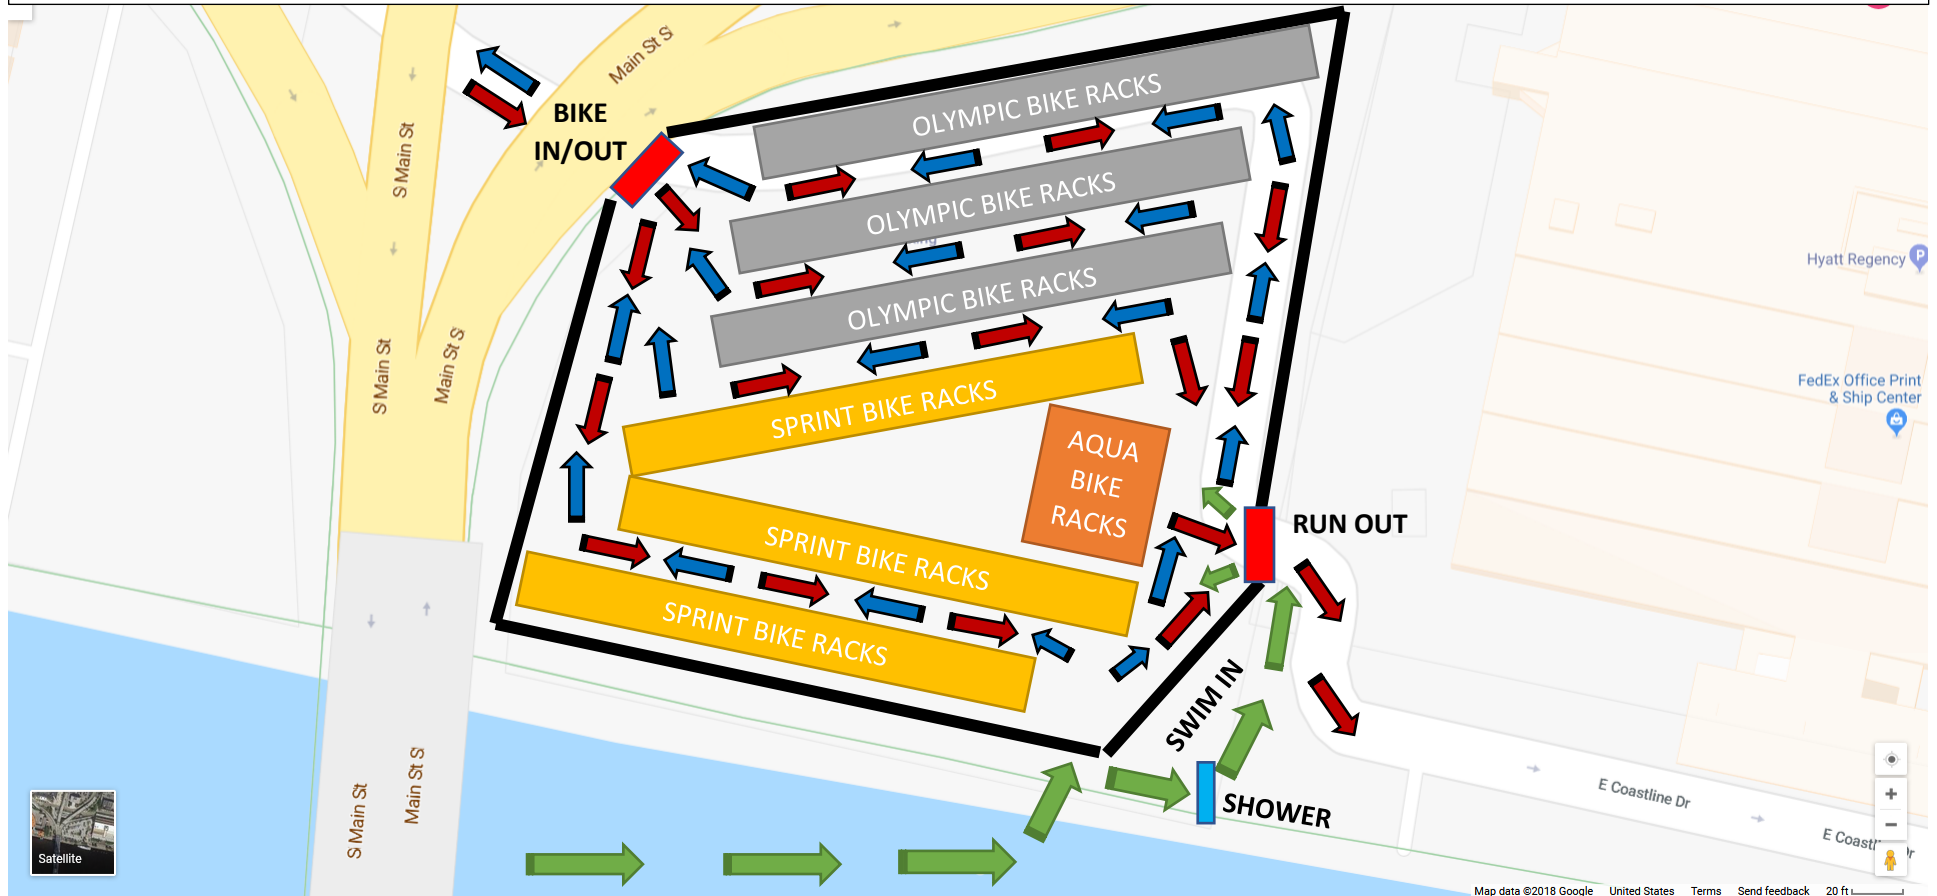 Main St S
BIKE
IN/OUT
S Main St
OLYMPIC BIKE RACKS
OLYMPIC BIKE RACKS
OLYMPIC BIKE RACKS
Hyatt Regency
P
S Main St
Main St S
FedEx Office Print
& Ship Center
SPRINT BIKE RACKS
AQUA
BIKE
RACKS
RUN OUT
SPRINT BIKE RACKS
SPRINT BIKE RACKS
SWIM IN
SHOWER
S Main St
Main St S
E Coastline Dr
Satellite
Map data ©2018 Google United States Terms Send feedback 20 ft